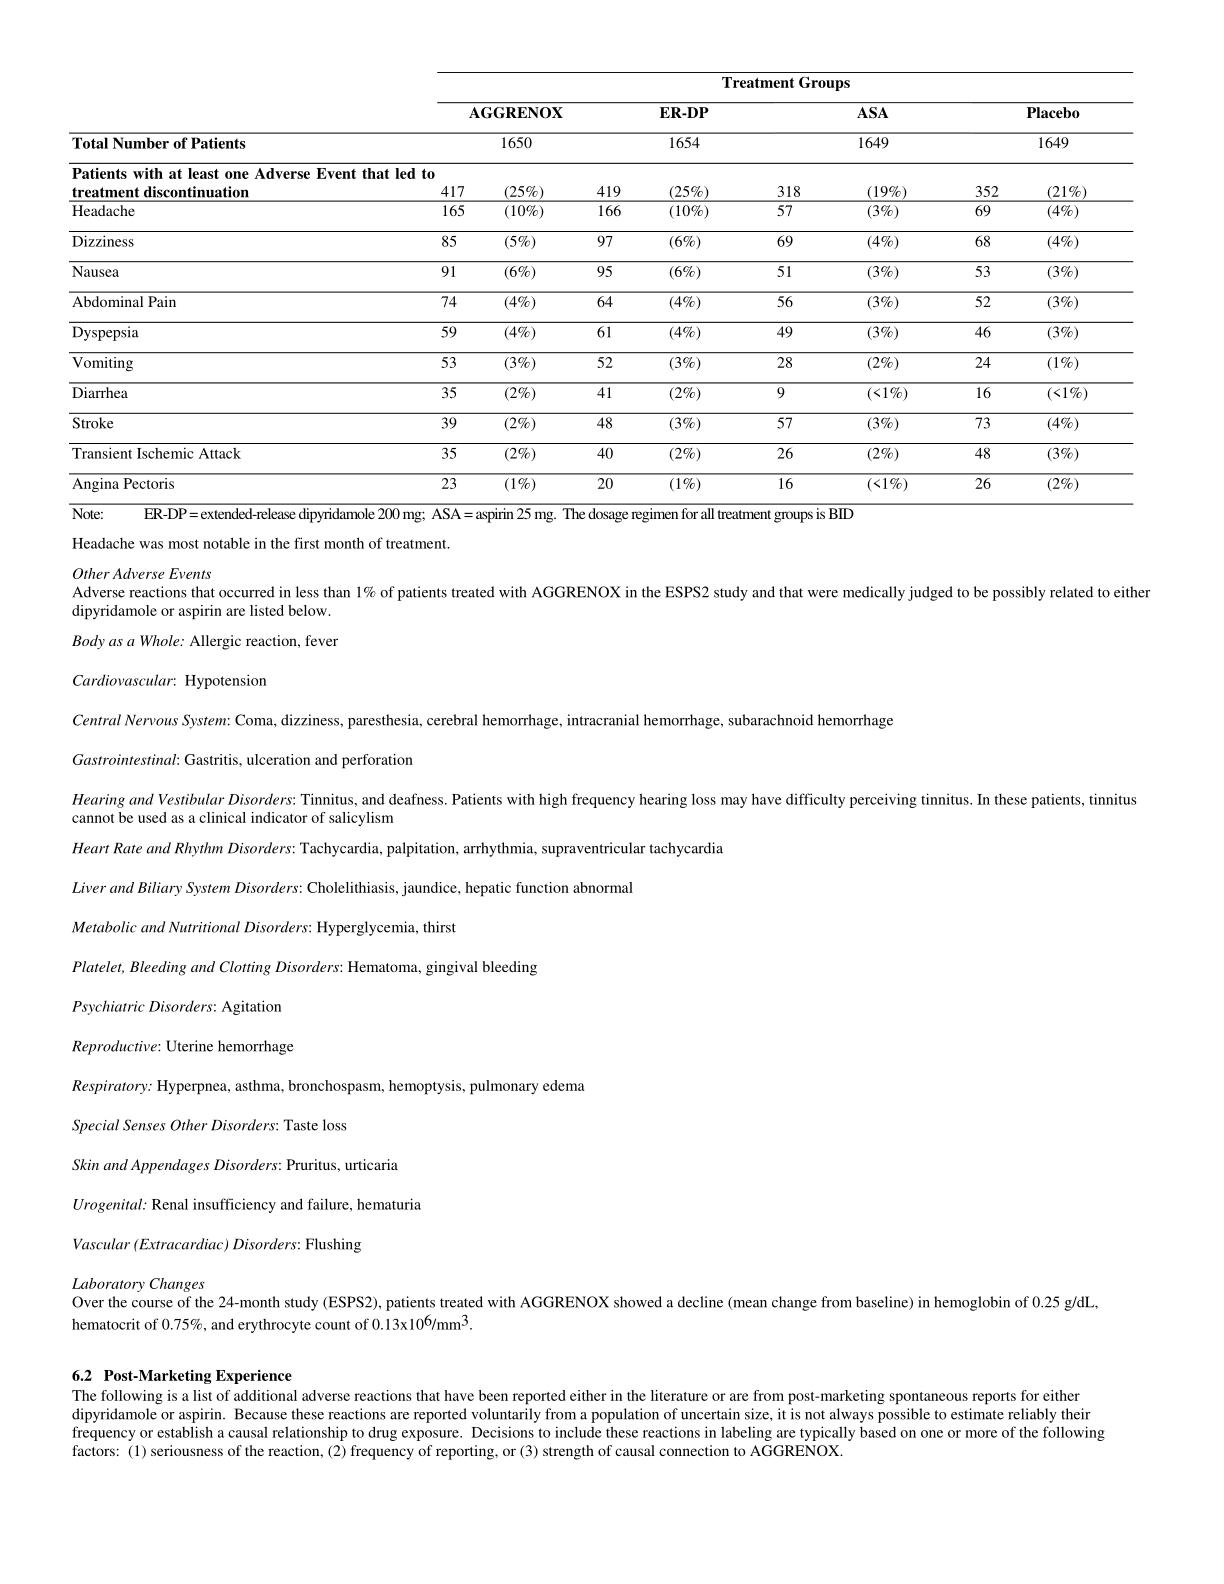 Treatment Groups
AGGRENOX ER-DP ASA Placebo
Total Number of Patients 1650 1654 1649 1649
Patients with at least one Adverse Event that led to
treatment discontinuation 417 (25%) 419 (25%) 318 (19%) 352 (21%)
Headache 165 (10%) 166 (10%) 57 (3%) 69 (4%)
Dizziness 85 (5%) 97 (6%) 69 (4%) 68 (4%)
Nausea 91 (6%) 95 (6%) 51 (3%) 53 (3%)
Abdominal Pain 74 (4%) 64 (4%) 56 (3%) 52 (3%)
Dyspepsia 59 (4%) 61 (4%) 49 (3%) 46 (3%)
Vomiting 53 (3%) 52 (3%) 28 (2%) 24 (1%)
Diarrhea 35 (2%) 41 (2%) 9 (<1%) 16 (<1%)
Stroke 39 (2%) 48 (3%) 57 (3%) 73 (4%)
Transient Ischemic Attack 35 (2%) 40 (2%) 26 (2%) 48 (3%)
Angina Pectoris 23 (1%) 20 (1%) 16 (<1%) 26 (2%)
Note: ER-DP = extended-release dipyridamole 200 mg; ASA = aspirin 25 mg. The dosage regimen for all treatment groups is BID
Headache was most notable in the first month of treatment.
Other Adverse Events
Adverse reactions that occurred in less than 1% of patients treated with AGGRENOX in the ESPS2 study and that were medically judged to be possibly related to either
dipyridamole or aspirin are listed below.
Body as a Whole: Allergic reaction, fever
Cardiovascular: Hypotension
Central Nervous System: Coma, dizziness, paresthesia, cerebral hemorrhage, intracranial hemorrhage, subarachnoid hemorrhage
Gastrointestinal: Gastritis, ulceration and perforation
Hearing and Vestibular Disorders: Tinnitus, and deafness. Patients with high frequency hearing loss may have difficulty perceiving tinnitus. In these patients, tinnitus
cannot be used as a clinical indicator of salicylism
Heart Rate and Rhythm Disorders: Tachycardia, palpitation, arrhythmia, supraventricular tachycardia
Liver and Biliary System Disorders: Cholelithiasis, jaundice, hepatic function abnormal
Metabolic and Nutritional Disorders: Hyperglycemia, thirst
Platelet, Bleeding and Clotting Disorders: Hematoma, gingival bleeding
Psychiatric Disorders: Agitation
Reproductive: Uterine hemorrhage
Respiratory: Hyperpnea, asthma, bronchospasm, hemoptysis, pulmonary edema
Special Senses Other Disorders: Taste loss
Skin and Appendages Disorders: Pruritus, urticaria
Urogenital: Renal insufficiency and failure, hematuria
Vascular (Extracardiac) Disorders: Flushing
Laboratory Changes
Over the course of the 24-month study (ESPS2), patients treated with AGGRENOX showed a decline (mean change from baseline) in hemoglobin of 0.25 g/dL,
hematocrit of 0.75%, and erythrocyte count of 0.13x10⁶/mm³.
6.2 Post-Marketing Experience
The following is a list of additional adverse reactions that have been reported either in the literature or are from post-marketing spontaneous reports for either
dipyridamole or aspirin. Because these reactions are reported voluntarily from a population of uncertain size, it is not always possible to estimate reliably their
frequency or establish a causal relationship to drug exposure. Decisions to include these reactions in labeling are typically based on one or more of the following
factors: (1) seriousness of the reaction, (2) frequency of reporting, or (3) strength of causal connection to AGGRENOX.